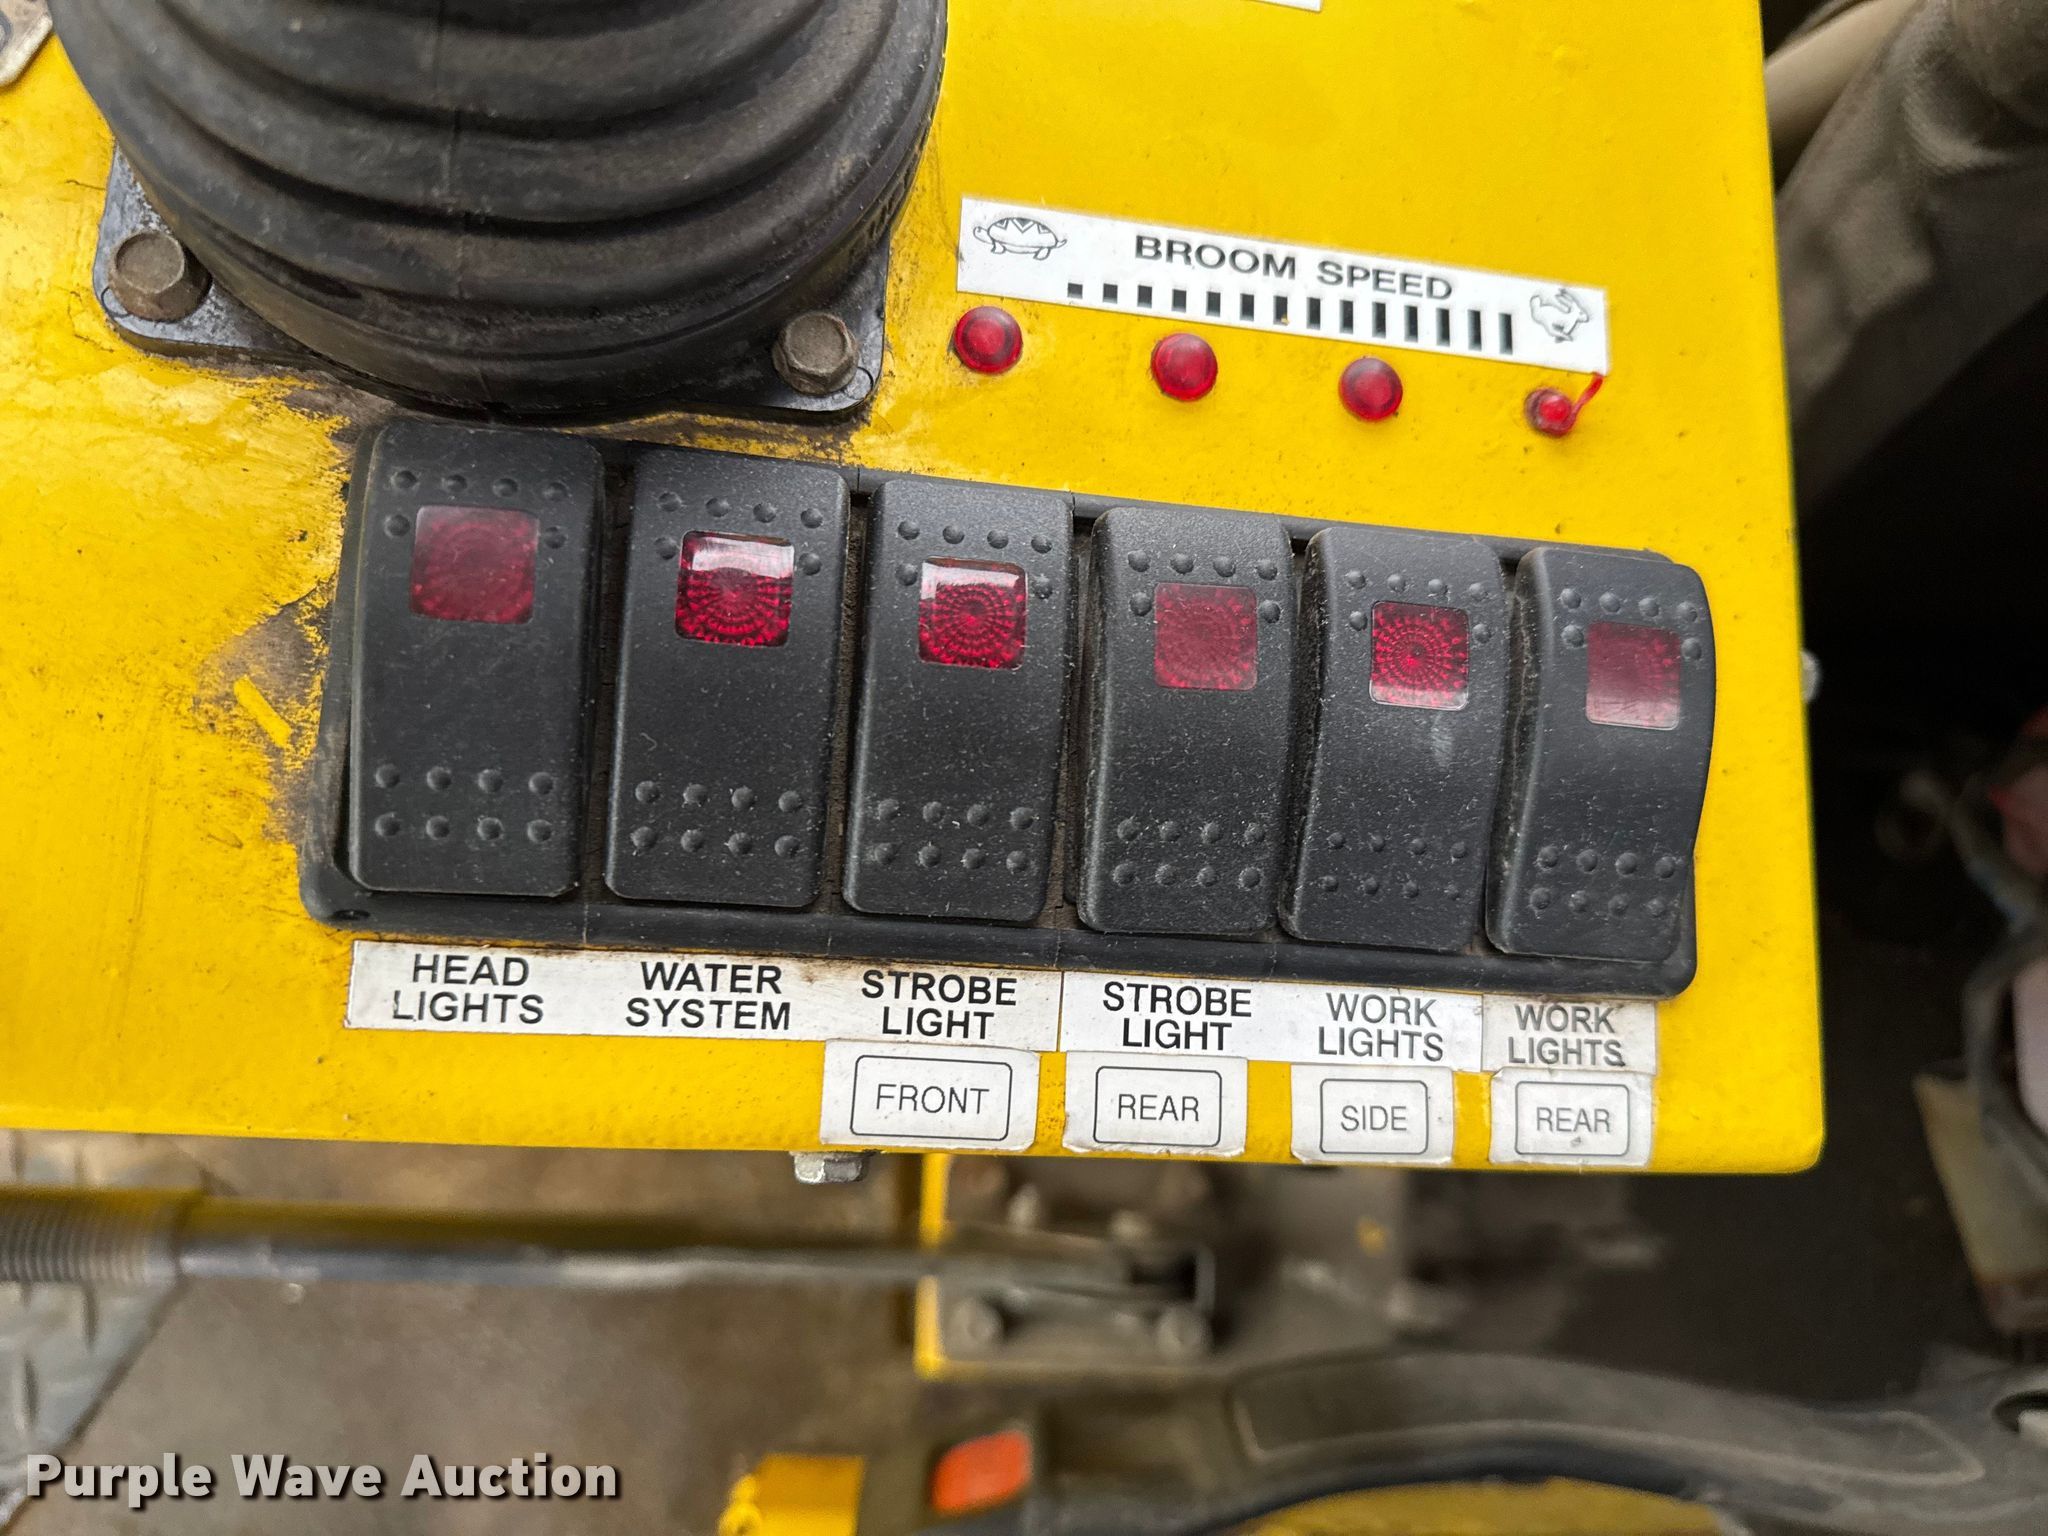 BROOM SPEED
HEAD
LIGHTS
WATER
SYSTEM
STROBE
LIGHT
FRONT
STROBE
LIGHT
REAR
WORK
LIGHTS
SIDE
WORK
LIGHTS
REAR
Purple Wave Auction